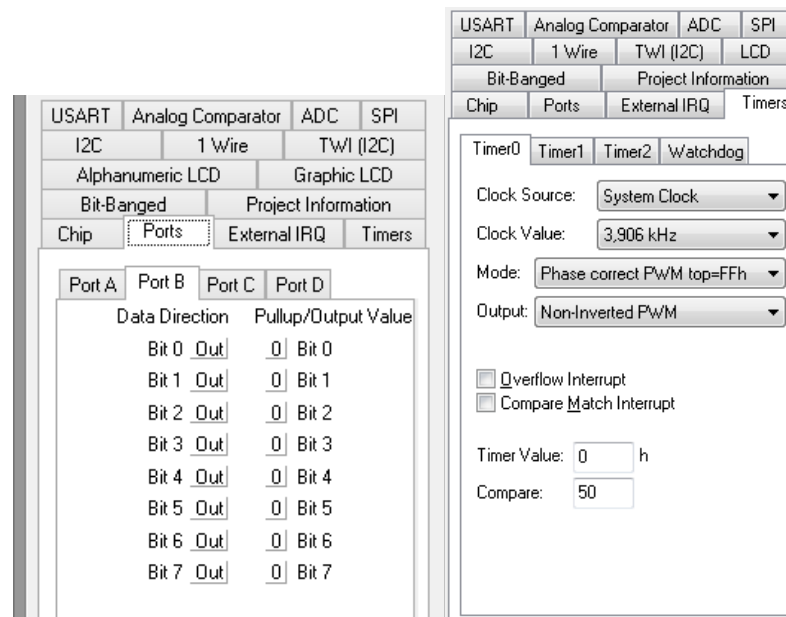 USART Analog Comparator ADC SPI
I2C 1 Wire TWI (I2C)
Alphanumeric LCD Graphic LCD
Bit-Banged Project Information
Chip Ports External IRQ Timers
Port A Port B Port C Port D
Data Direction Pullup/Output Value
Bit 0 Out 0 Bit 0
Bit 1 Out 0 Bit 1
Bit 2 Out 0 Bit 2
Bit 3 Out 0 Bit 3
Bit 4 Out 0 Bit 4
Bit 5 Out 0 Bit 5
Bit 6 Out 0 Bit 6
Bit 7 Out 0 Bit 7
USART Analog Comparator ADC SPI
I2C 1 Wire TWI (I2C) LCD
Bit-Banged Project Information
Chip Ports External IRQ Timers
Timer0 Timer1 Timer2 Watchdog
Clock Source: System Clock
Clock Value: 3,906 kHz
Mode: Phase correct PWM top=FFh
Output: Non-Inverted PWM
Overflow Interrupt
Compare Match Interrupt
Timer Value: 0 h
Compare: 50